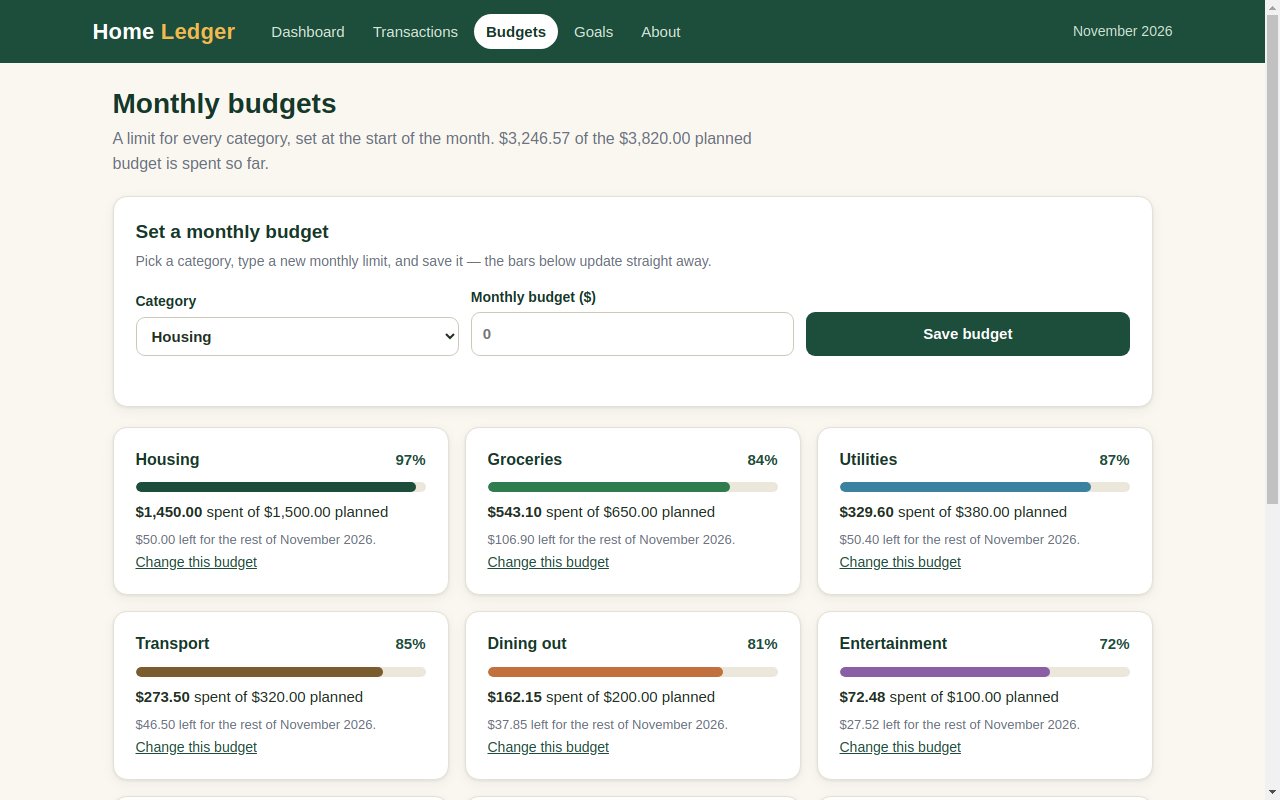 Home Ledger Dashboard Transactions Budgets Goals About November 2026
Monthly budgets
A limit for every category, set at the start of the month. $3,246.57 of the $3,820.00 planned
budget is spent so far.
Set a monthly budget
Pick a category, type a new monthly limit, and save it — the bars below update straight away.
Category
Housing
Monthly budget ($)
0
Save budget
Housing 97%
$1,450.00 spent of $1,500.00 planned
$50.00 left for the rest of November 2026.
Change this budget
Groceries 84%
$543.10 spent of $650.00 planned
$106.90 left for the rest of November 2026.
Change this budget
Utilities 87%
$329.60 spent of $380.00 planned
$50.40 left for the rest of November 2026.
Change this budget
Transport 85%
$273.50 spent of $320.00 planned
$46.50 left for the rest of November 2026.
Change this budget
Dining out 81%
$162.15 spent of $200.00 planned
$37.85 left for the rest of November 2026.
Change this budget
Entertainment 72%
$72.48 spent of $100.00 planned
$27.52 left for the rest of November 2026.
Change this budget